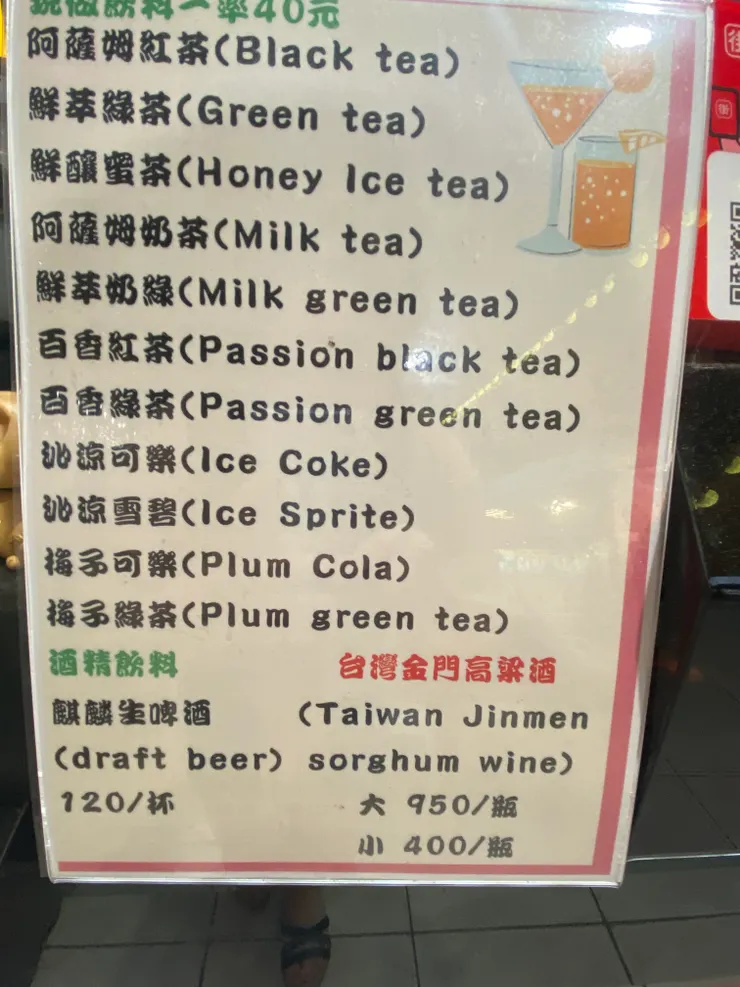 現做飲料一率40元
阿薩姆紅茶(Black tea)
鮮萃綠茶(Green tea)
鮮釀蜜茶(Honey Ice tea)
阿薩姆奶茶(Milk tea)
鮮萃奶綠(Milk green tea)
百香紅茶(Passion black tea)
百香綠茶(Passion green tea)
沁涼可樂(Ice Coke)
沁涼雪碧(Ice Sprite)
梅子可樂(Plum Cola)
梅子綠茶(Plum green tea)
酒精飲料
麒麟生啤酒
(draft beer)
120/杯
台灣金門高粱酒
(Taiwan Jinmen
sorghum wine)
大 950/瓶
小 400/瓶
街